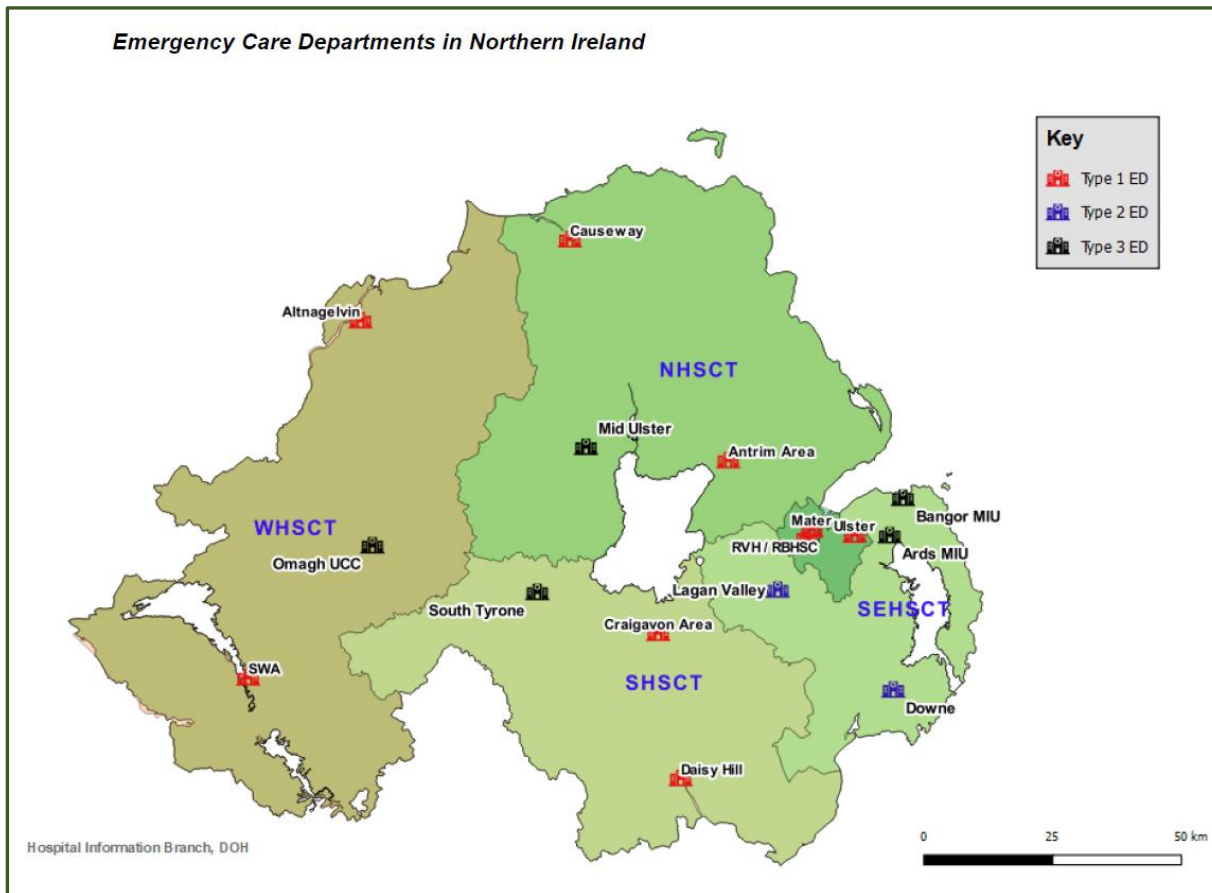 Emergency Care Departments in Northern Ireland
Key
Type 1 ED
Type 2 ED
Type 3 ED
Causeway
Altnagelvin
NHSCT
Mid Ulster
Antrim Area
WHSCT
Omagh UCC
Mater
Ulster
RVH / RBHSC
Bangor MIU
Ards MIU
Lagan Valley
SEHSCT
South Tyrone
Craigavon Area
SWA
SHSCT
Downe
Daisy Hill
Hospital Information Branch, DOH
0 25 50 km